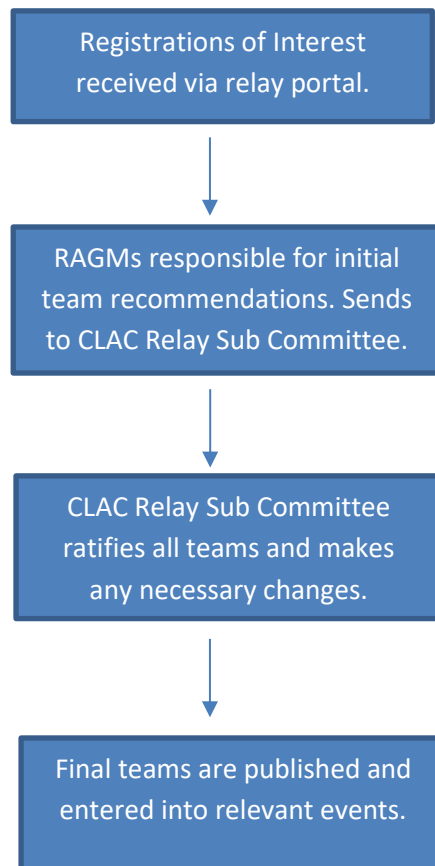 Registrations of Interest
received via relay portal.
RAGMs responsible for initial
team recommendations. Sends
to CLAC Relay Sub Committee.
CLAC Relay Sub Committee
ratifies all teams and makes
any necessary changes.
Final teams are published and
entered into relevant events.